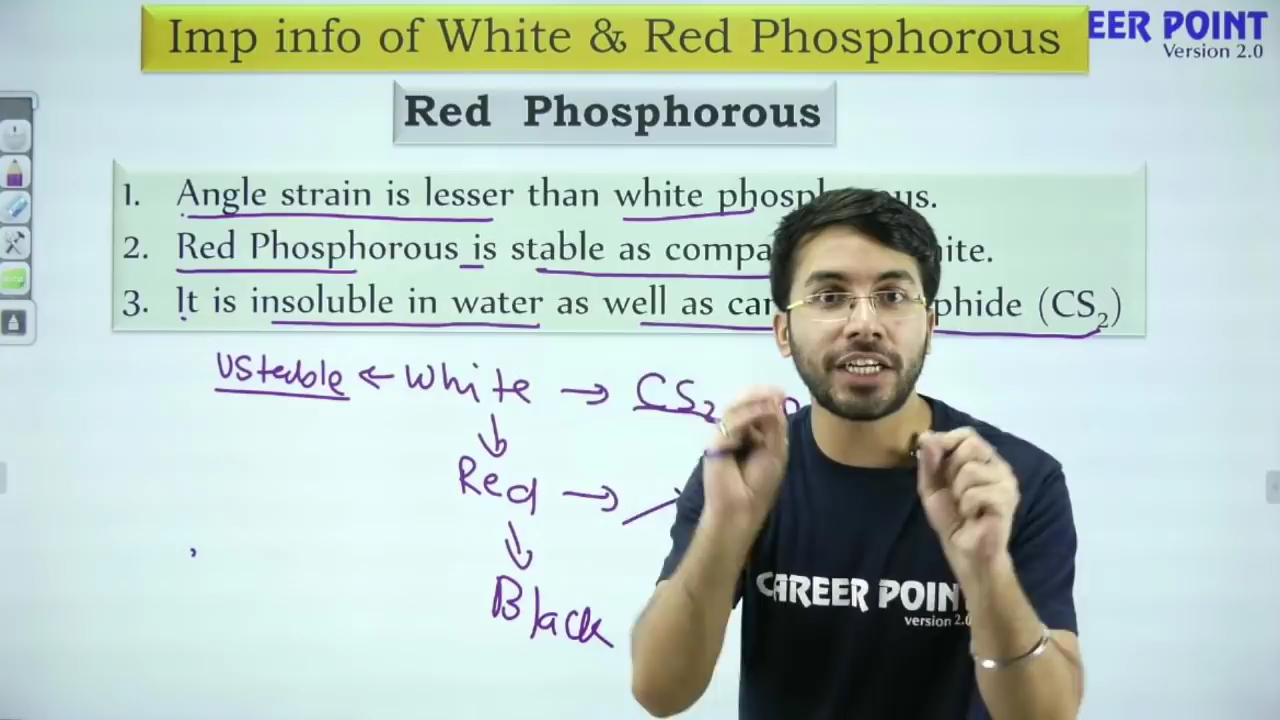 Imp info of White & Red Phosphorous
EER POINT
Version 2.0
Red Phosphorous
1. Angle strain is lesser than white phosphorous.
2. Red Phosphorous is stable as compa ite.
3. It is insoluble in water as well as car phide (CS2)
UStable ← White → CS2
↓
Red →
↓
Black
CAREER POINT
version 2.0